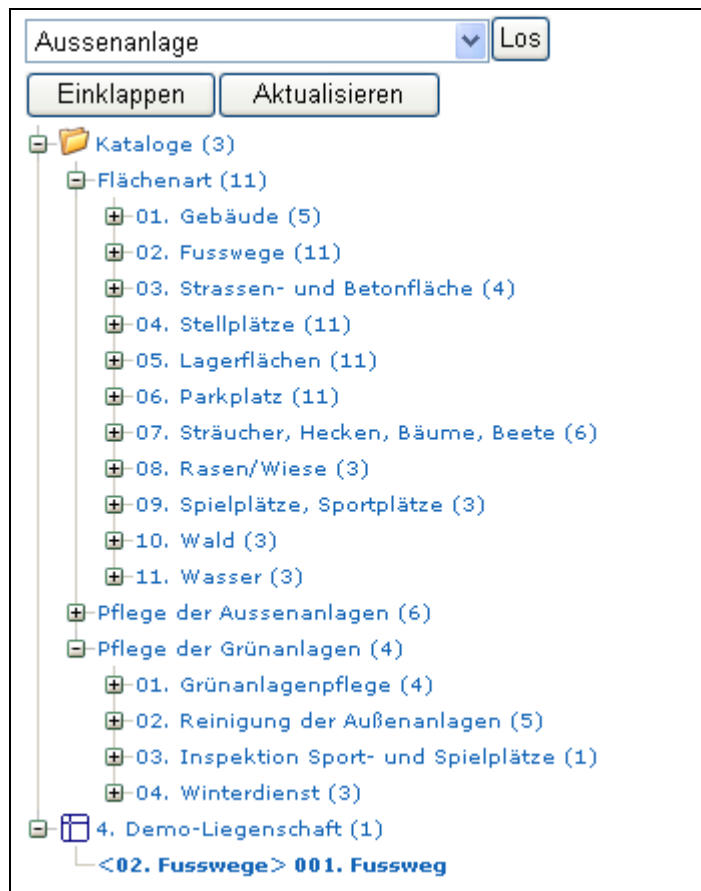 Aussenanlage Los
Einklappen Aktualisieren
Kataloge (3)
Flächenart (11)
01. Gebäude (5)
02. Fusswege (11)
03. Strassen- und Betonfläche (4)
04. Stellplätze (11)
05. Lagerflächen (11)
06. Parkplatz (11)
07. Sträucher, Hecken, Bäume, Beete (6)
08. Rasen/Wiese (3)
09. Spielplätze, Sportplätze (3)
10. Wald (3)
11. Wasser (3)
Pflege der Aussenanlagen (6)
Pflege der Grünanlagen (4)
01. Grünanlagenpflege (4)
02. Reinigung der Außenanlagen (5)
03. Inspektion Sport- und Spielplätze (1)
04. Winterdienst (3)
4. Demo-Liegenschaft (1)
<02. Fusswege> 001. Fussweg